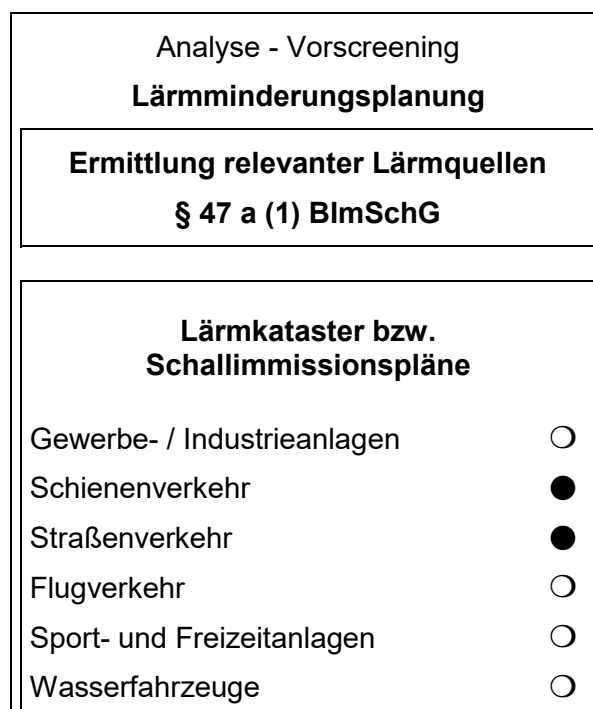 Analyse - Vorscreening
Lärmminderungsplanung
Ermittlung relevanter Lärmquellen
§ 47 a (1) BImSchG
Lärmkataster bzw.
Schallimmissionspläne
Gewerbe- / Industrieanlagen ❍
Schienenverkehr ●
Straßenverkehr ●
Flugverkehr ❍
Sport- und Freizeitanlagen ❍
Wasserfahrzeuge ❍